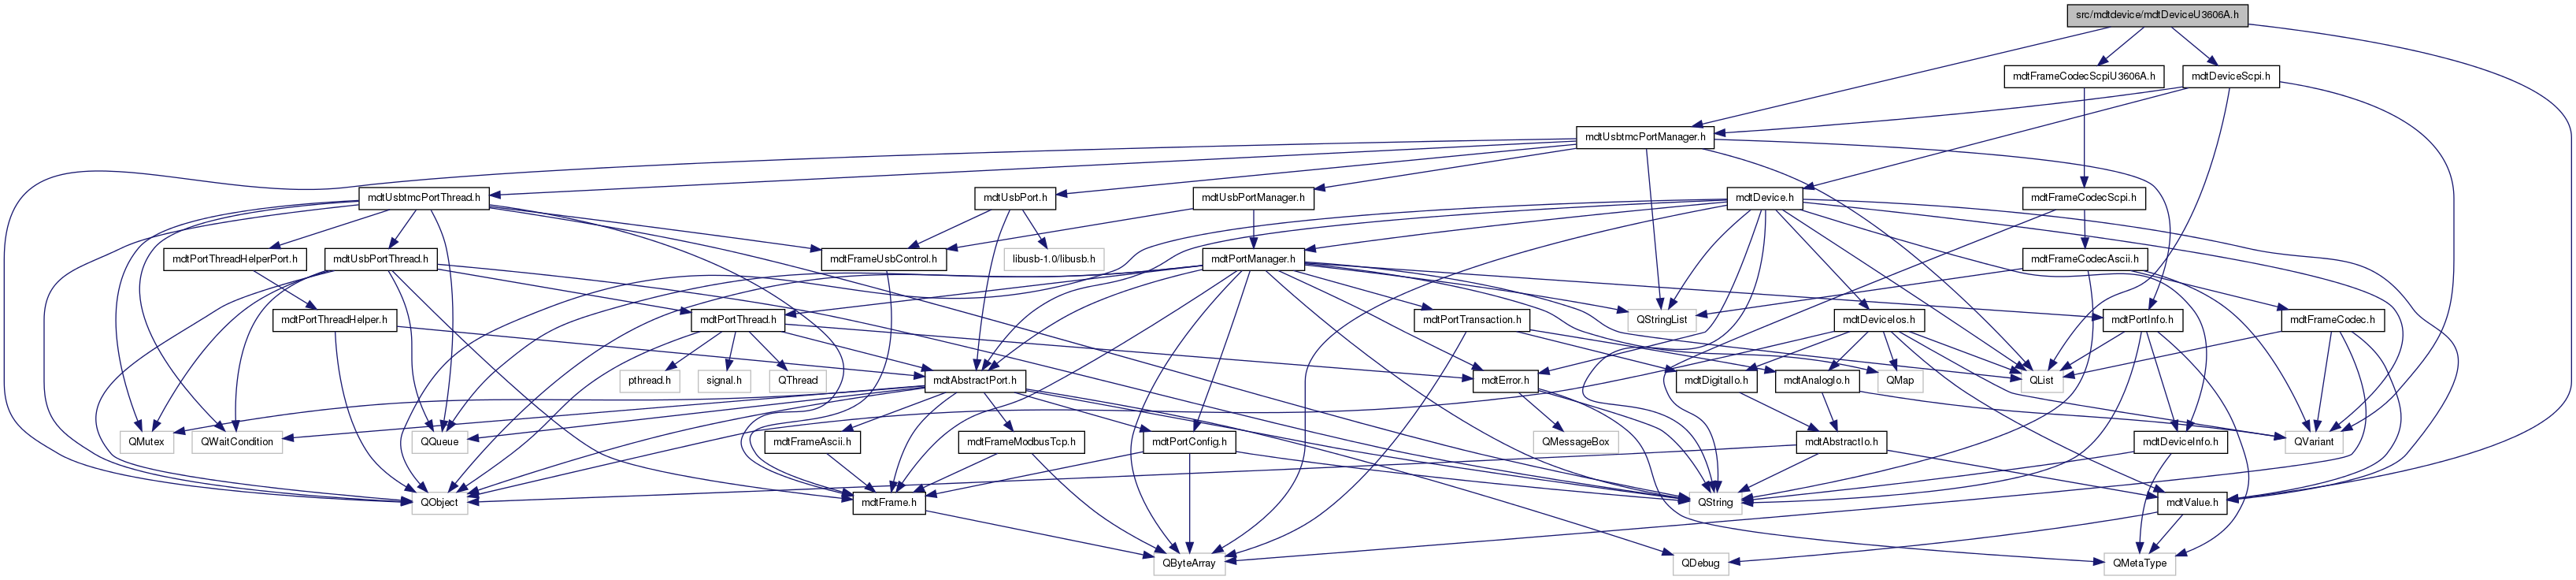 src/mdtdevice/mdtDeviceU3606A.h
mdtFrameCodecScpiU3606A.h
mdtDeviceScpi.h
mdtUsbtmcPortManager.h
mdtUsbtmcPortThread.h
mdtUsbPort.h
mdtUsbPortManager.h
mdtDevice.h
mdtFrameCodecScpi.h
mdtPortThreadHelperPort.h
mdtUsbPortThread.h
mdtFrameUsbControl.h
libusb-1.0/libusb.h
mdtPortManager.h
mdtFrameCodecAscii.h
mdtPortThreadHelper.h
mdtPortThread.h
QStringList
mdtPortTransaction.h
mdtDeviceIos.h
mdtPortInfo.h
mdtFrameCodec.h
pthread.h
signal.h
QThread
mdtAbstractPort.h
mdtError.h
mdtDigitalIo.h
mdtAnalogIo.h
QMap
QList
QMutex
QWaitCondition
QQueue
mdtFrameAscii.h
mdtFrameModbusTcp.h
mdtPortConfig.h
QMessageBox
mdtAbstractIo.h
mdtDeviceInfo.h
QVariant
QObject
mdtFrame.h
QString
mdtValue.h
QByteArray
QDebug
QMetaType